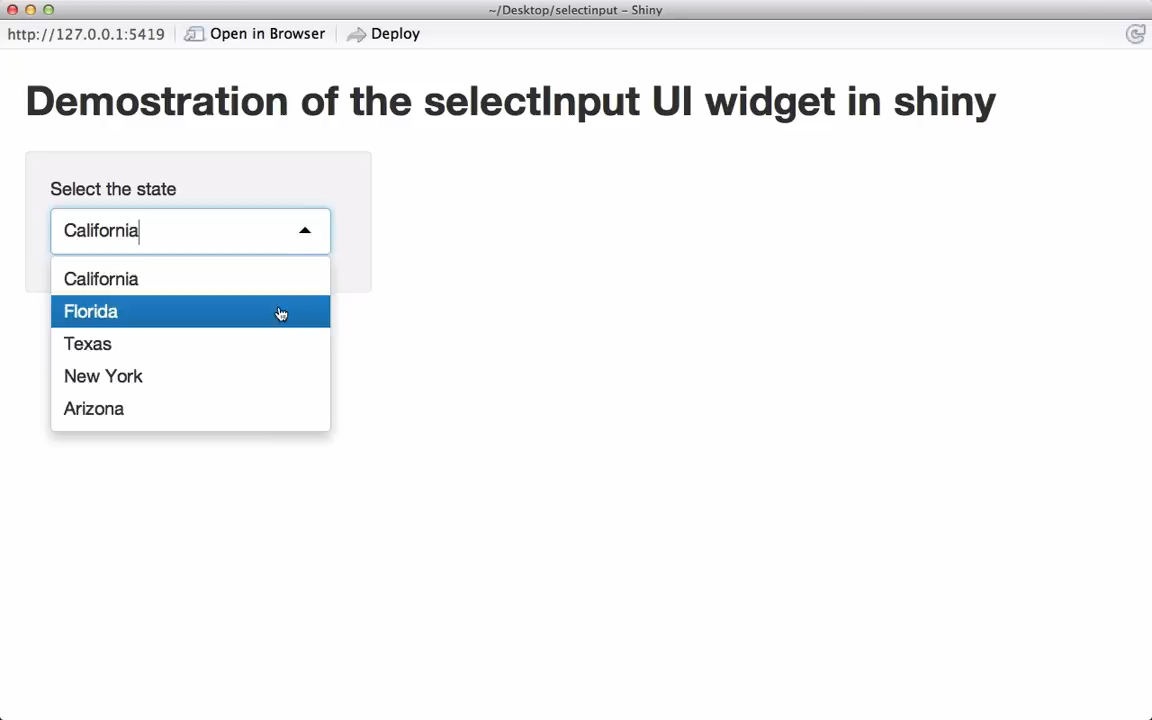 ~/Desktop/selectinput – Shiny
http://127.0.0.1:5419 Open in Browser Deploy
Demostration of the selectInput UI widget in shiny
Select the state
California
California
Florida
Texas
New York
Arizona